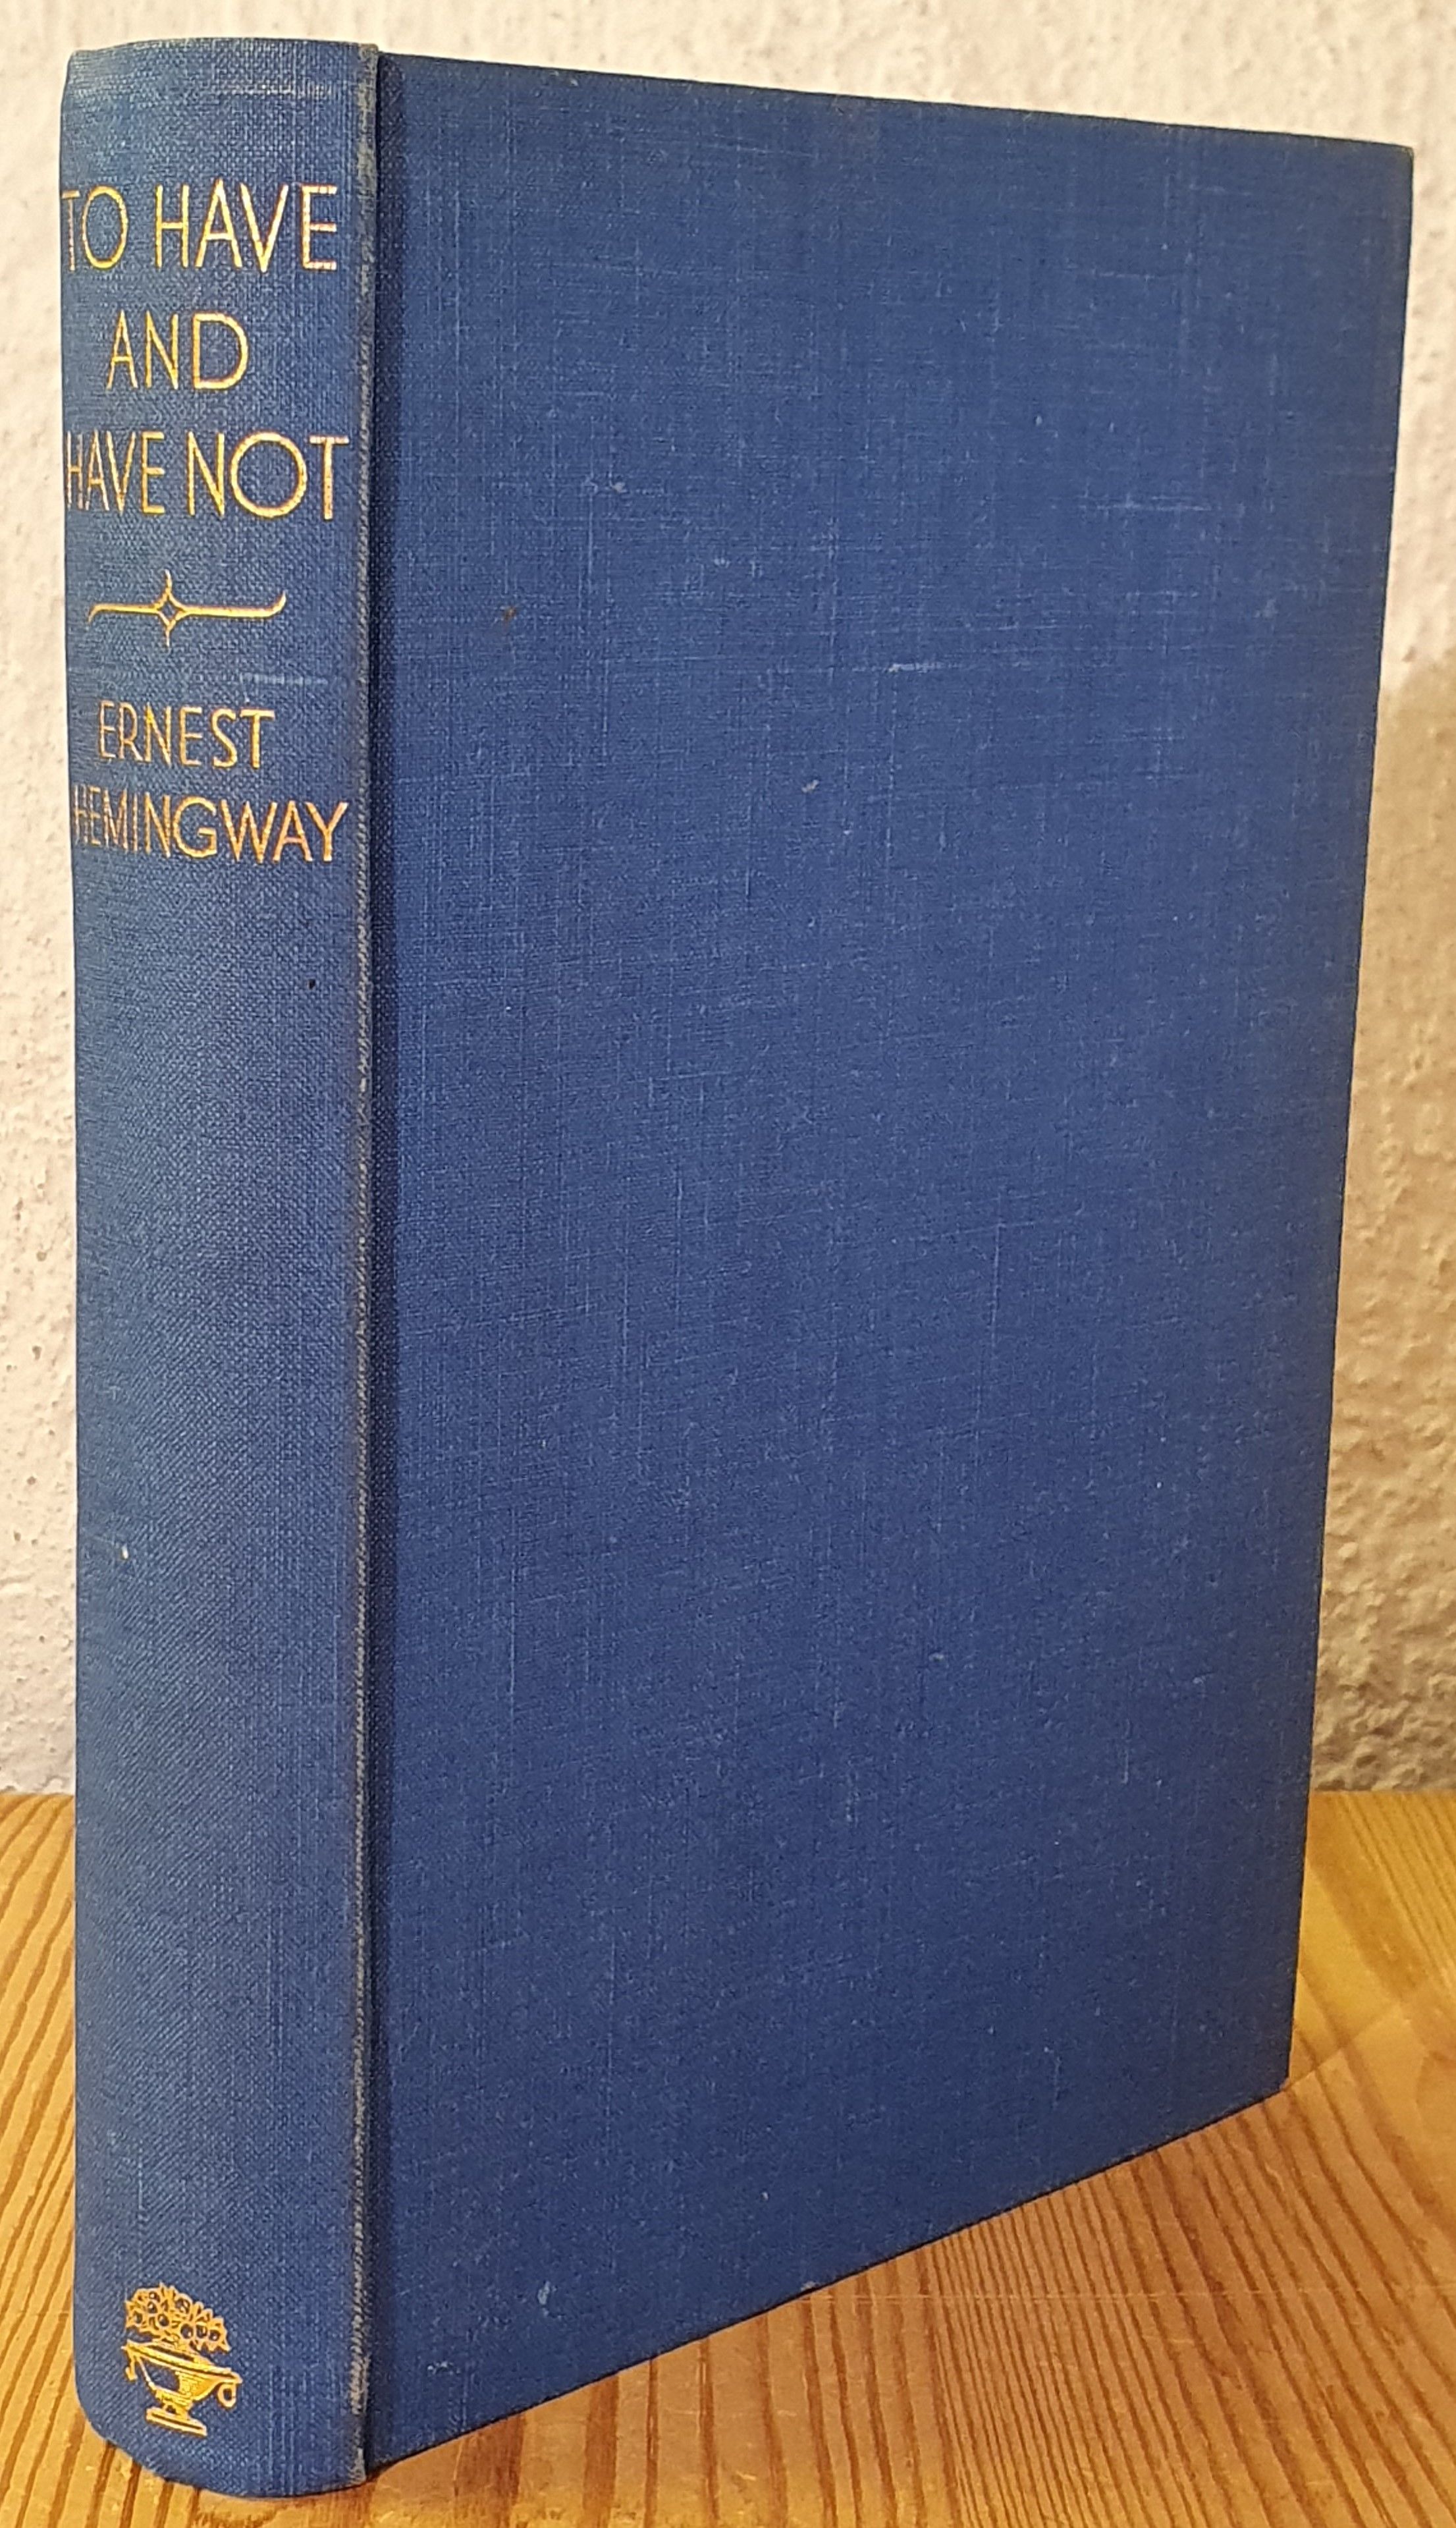 TO HAVE
AND
HAVE NOT
ERNEST
HEMINGWAY